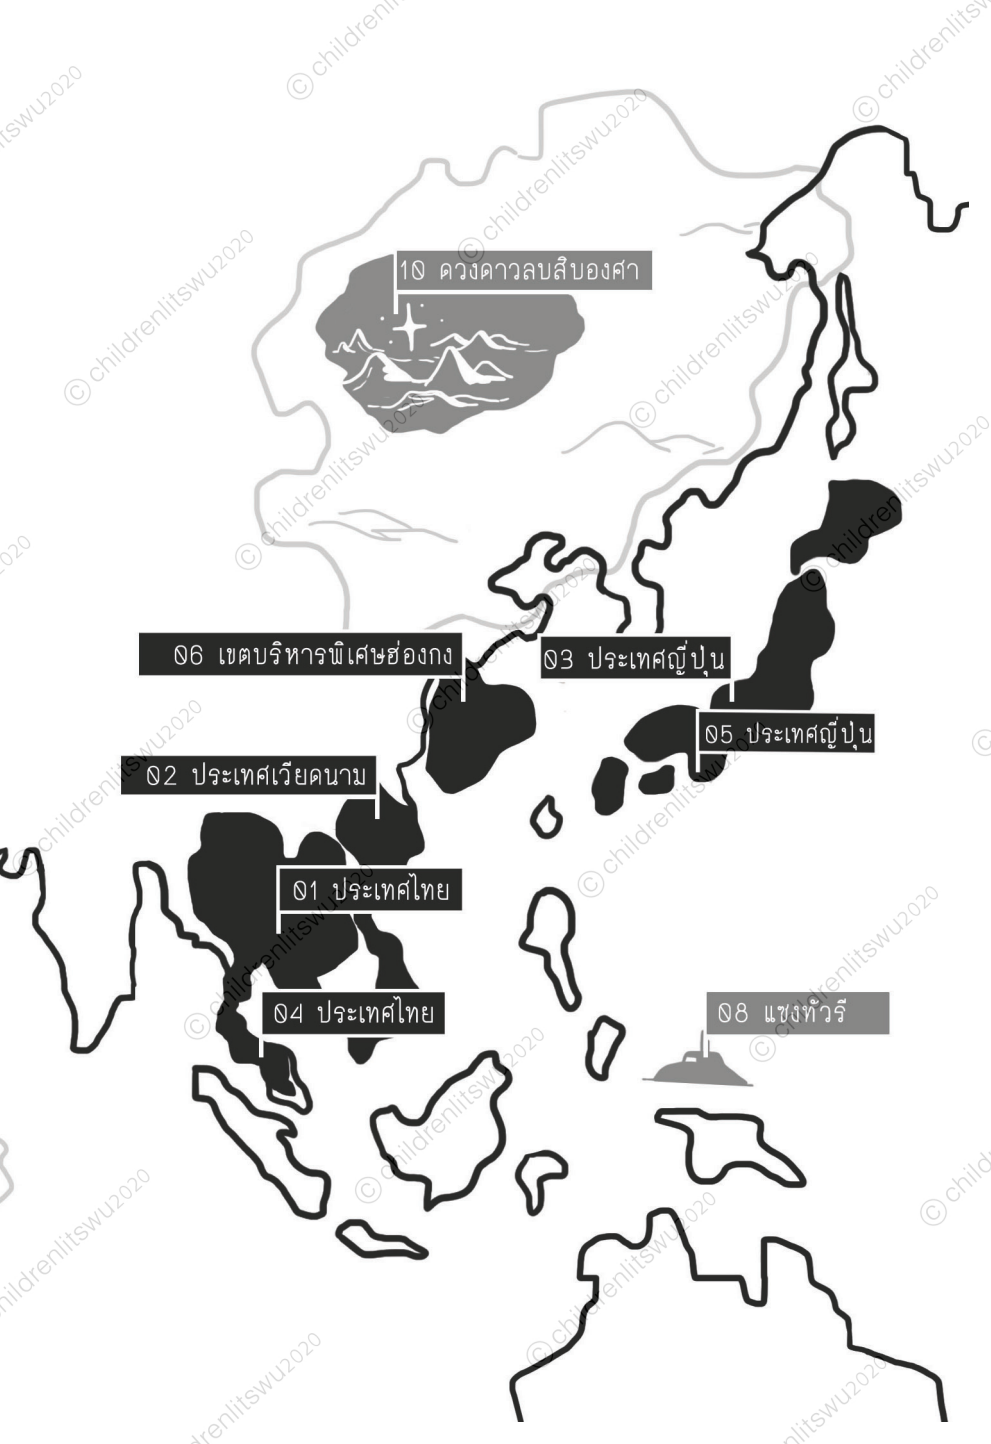 10 ดวงดาวลบสิบองศา
06 เขตบริหารพิเศษฮ่องกง
03 ประเทศญี่ปุ่น
05 ประเทศญี่ปุ่น
02 ประเทศเวียดนาม
01 ประเทศไทย
04 ประเทศไทย
08 แซงทัวรี
© childrenlitswu2020